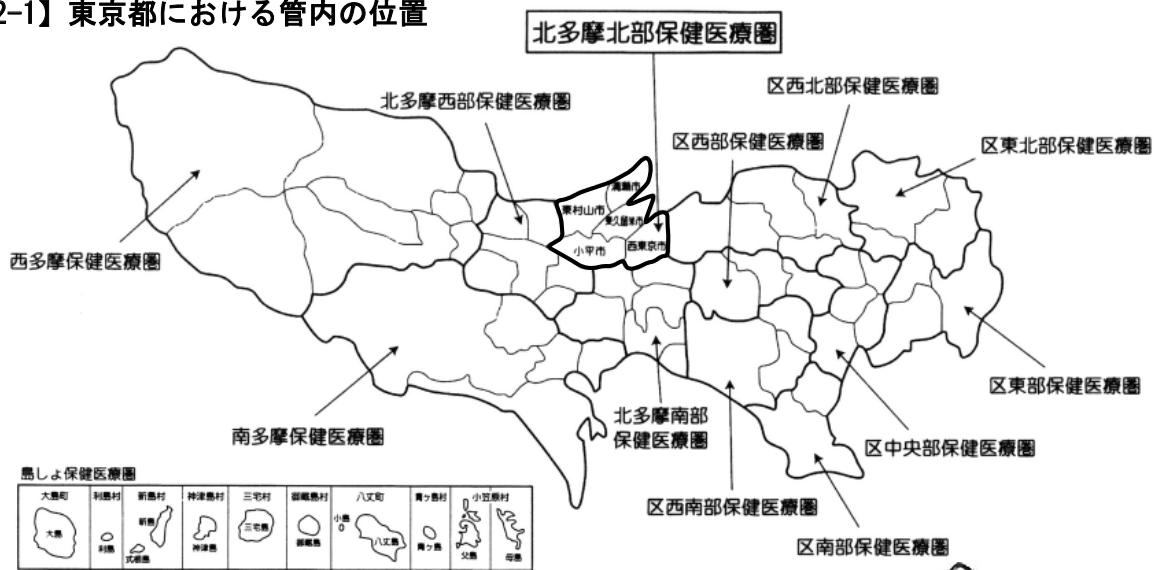 2-1】東京都における管内の位置
北多摩北部保健医療圏
区西北部保健医療圏
北多摩西部保健医療圏
区西部保健医療圏
区東北部保健医療圏
清瀬市
東村山市
東久留米市
小平市
西東京市
西多摩保健医療圏
区東部保健医療圏
南多摩保健医療圏
北多摩南部
保健医療圏
区中央部保健医療圏
区西南部保健医療圏
区南部保健医療圏
島しょ保健医療圏
大島町 利島村 新島村 神津島村 三宅村 御蔵島村 八丈町 青ヶ島村 小笠原村
大島
利島
新島
式根島
神津島
三宅島
御蔵島
小島
八丈島
青ヶ島
父島
母島